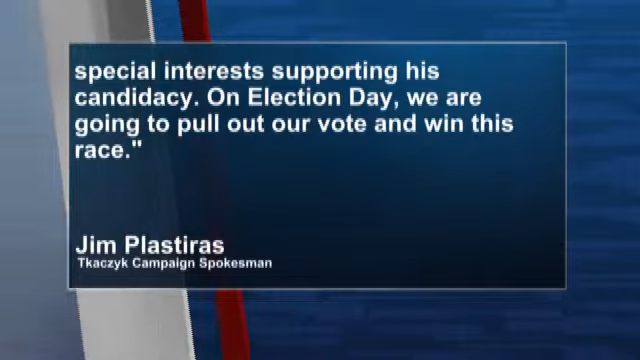 special interests supporting his
candidacy. On Election Day, we are
going to pull out our vote and win this
race."
Jim Plastiras
Tkaczyk Campaign Spokesman